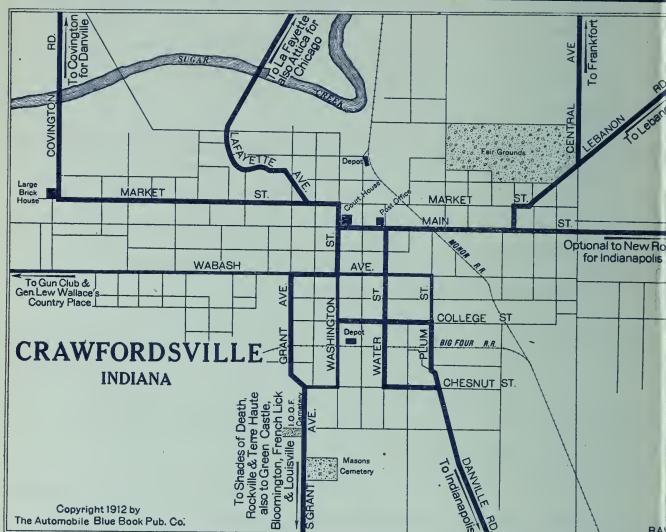 COVINGTON RD.
To Covington
for Danville
SUGAR
CREEK
To La Fayette
also Attica for
Chicago
LAFAYETTE AVE.
CENTRAL AVE
To Frankfort
LEBANON RD.
Fair Grounds
Depot
Large
Brick
House
MARKET ST.
Court House
Post Office
MARKET ST.
MAIN ST.
Optional to New Ro
for Indianapolis
MONON R.R.
WABASH AVE.
To Gun Club &
Gen. Lew Wallace's
Country Place
GRANT AVE.
WASHINGTON ST.
WATER ST
PLUM ST.
COLLEGE ST
Depot
BIG FOUR R.R.
CHESNUT ST.
CRAWFORDSVILLE
INDIANA
To Shades of Death,
Rockville & Terre Haute
also to Green Castle,
Bloomington, French Lick
& Louisville
I.O.O.F.
Cemetery
S GRANT AVE.
Masons
Cemetery
DANVILLE RD
To Indianapolis
Copyright 1912 by
The Automobile Blue Book Pub. Co.